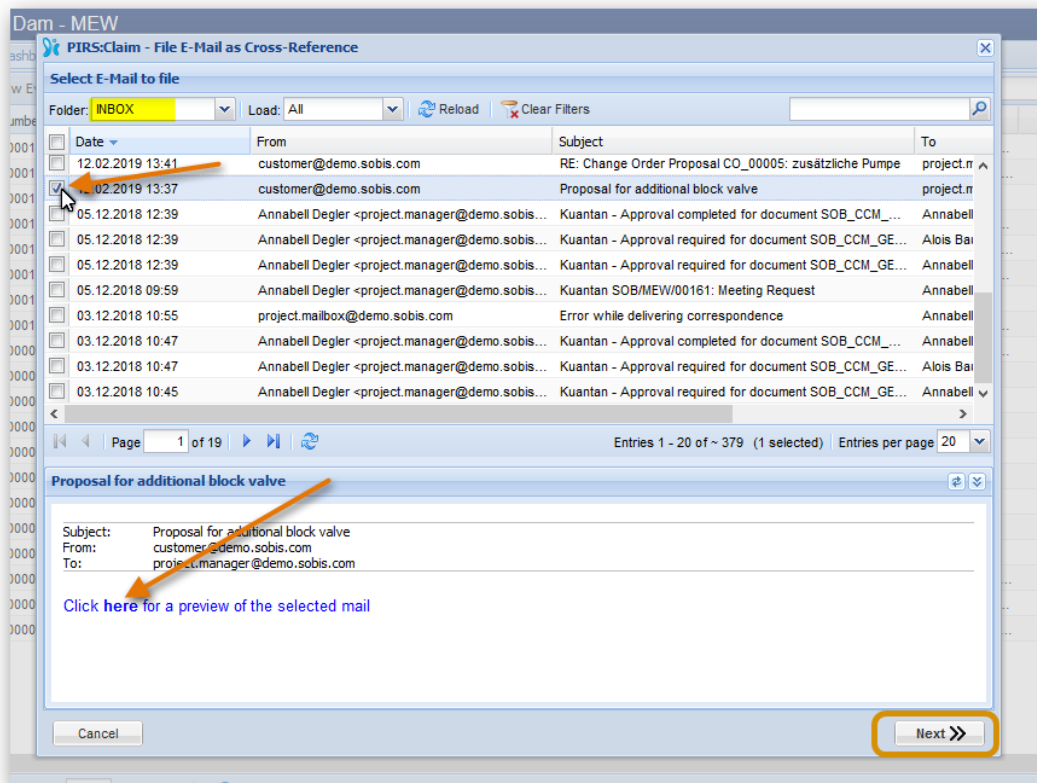 Dam - MEW
PIRS:Claim - File E-Mail as Cross-Reference
Select E-Mail to file
Folder: INBOX Load: All Reload Clear Filters
Date From Subject To
12.02.2019 13:41 customer@demo.sobis.com RE: Change Order Proposal CO_00005: zusätzliche Pumpe project.m
12.02.2019 13:37 customer@demo.sobis.com Proposal for additional block valve project.m
05.12.2018 12:39 Annabell Degler <project.manager@demo.sobis... Kuantan - Approval completed for document SOB_CCM_... Annabell
05.12.2018 12:39 Annabell Degler <project.manager@demo.sobis... Kuantan - Approval required for document SOB_CCM_GE... Alois Bau
05.12.2018 12:39 Annabell Degler <project.manager@demo.sobis... Kuantan - Approval required for document SOB_CCM_GE... Annabell
05.12.2018 09:59 Annabell Degler <project.manager@demo.sobis... Kuantan SOB/MEW/00161: Meeting Request Annabell
03.12.2018 10:55 project.mailbox@demo.sobis.com Error while delivering correspondence Annabell
03.12.2018 10:47 Annabell Degler <project.manager@demo.sobis... Kuantan - Approval completed for document SOB_CCM_... Annabell
03.12.2018 10:47 Annabell Degler <project.manager@demo.sobis... Kuantan - Approval required for document SOB_CCM_GE... Alois Bau
03.12.2018 10:45 Annabell Degler <project.manager@demo.sobis... Kuantan - Approval required for document SOB_CCM_GE... Annabell
Page 1 of 19 Entries 1 - 20 of ~ 379 (1 selected) Entries per page 20
Proposal for additional block valve
Subject: Proposal for additional block valve
From: customer@demo.sobis.com
To: project.manager@demo.sobis.com
Click here for a preview of the selected mail
Cancel Next